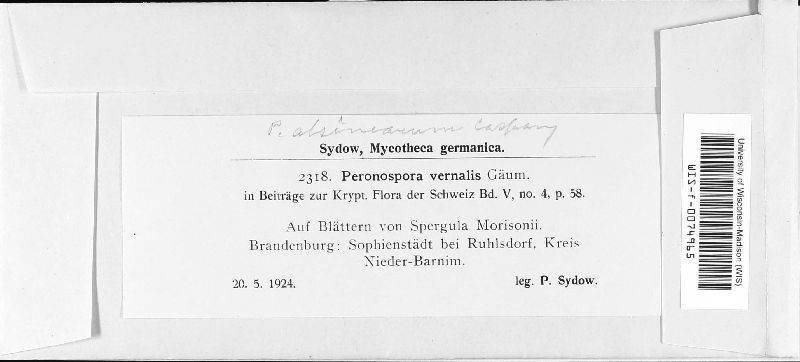 P. alsinearum Caspary
Sydow, Mycotheca germanica.
2318. Peronospora vernalis Gäum.
in Beiträge zur Krypt. Flora der Schweiz Bd. V, no. 4, p. 58.
Auf Blättern von Spergula Morisonii.
Brandenburg: Sophienstädt bei Ruhlsdorf, Kreis
Nieder-Barnim.
20. 5. 1924. leg. P. Sydow.
University of Wisconsin-Madison (WIS)
WIS-f-0074965